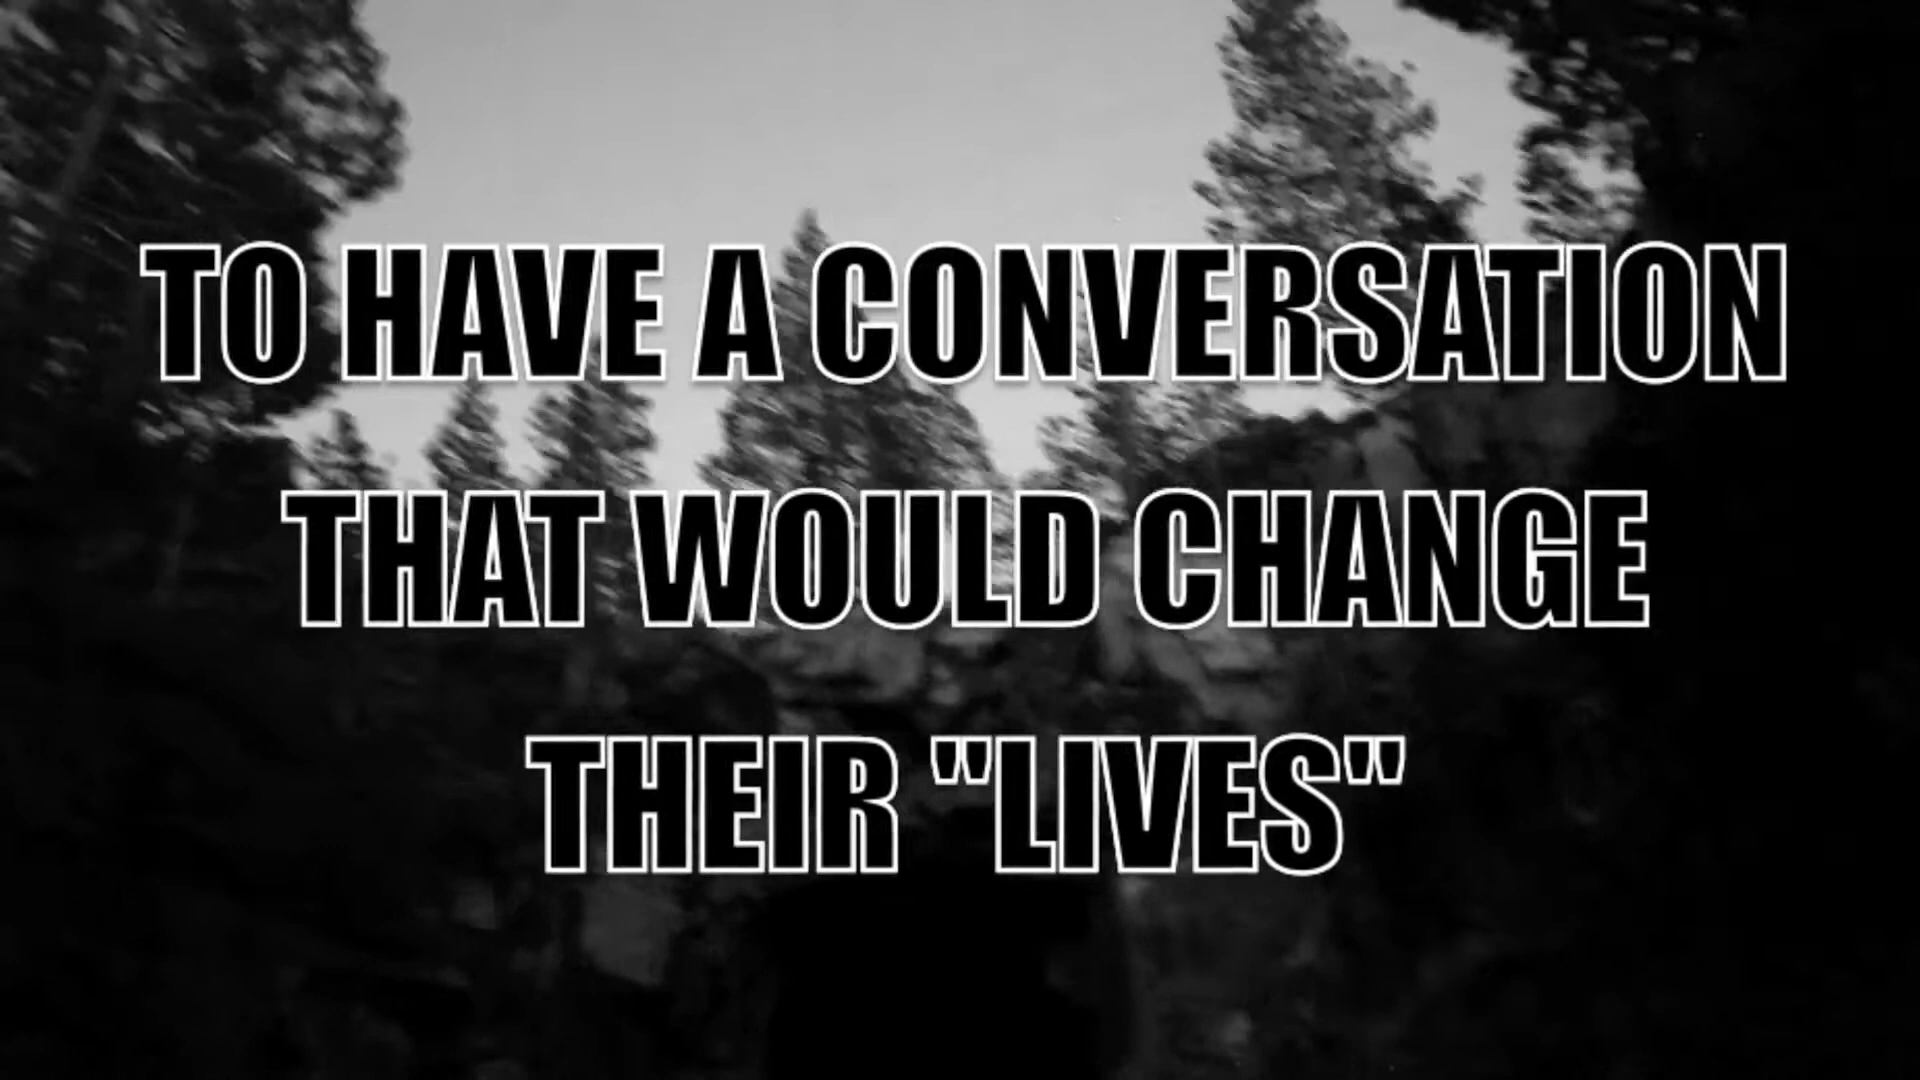 TO HAVE A CONVERSATION
THAT WOULD CHANGE
THEIR "LIVES"